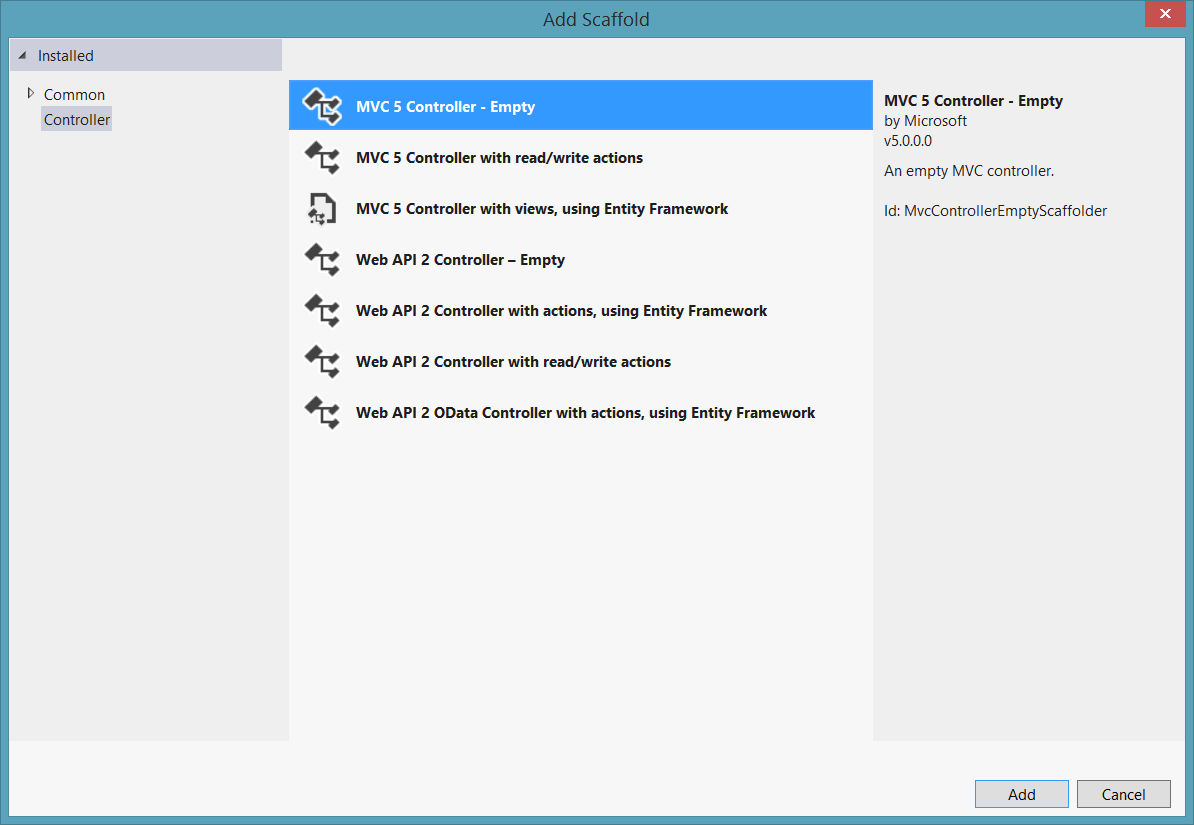 Add Scaffold
Installed
Common
Controller
MVC 5 Controller - Empty
MVC 5 Controller with read/write actions
MVC 5 Controller with views, using Entity Framework
Web API 2 Controller – Empty
Web API 2 Controller with actions, using Entity Framework
Web API 2 Controller with read/write actions
Web API 2 OData Controller with actions, using Entity Framework
MVC 5 Controller - Empty
by Microsoft
v5.0.0.0
An empty MVC controller.
Id: MvcControllerEmptyScaffolder
Add
Cancel